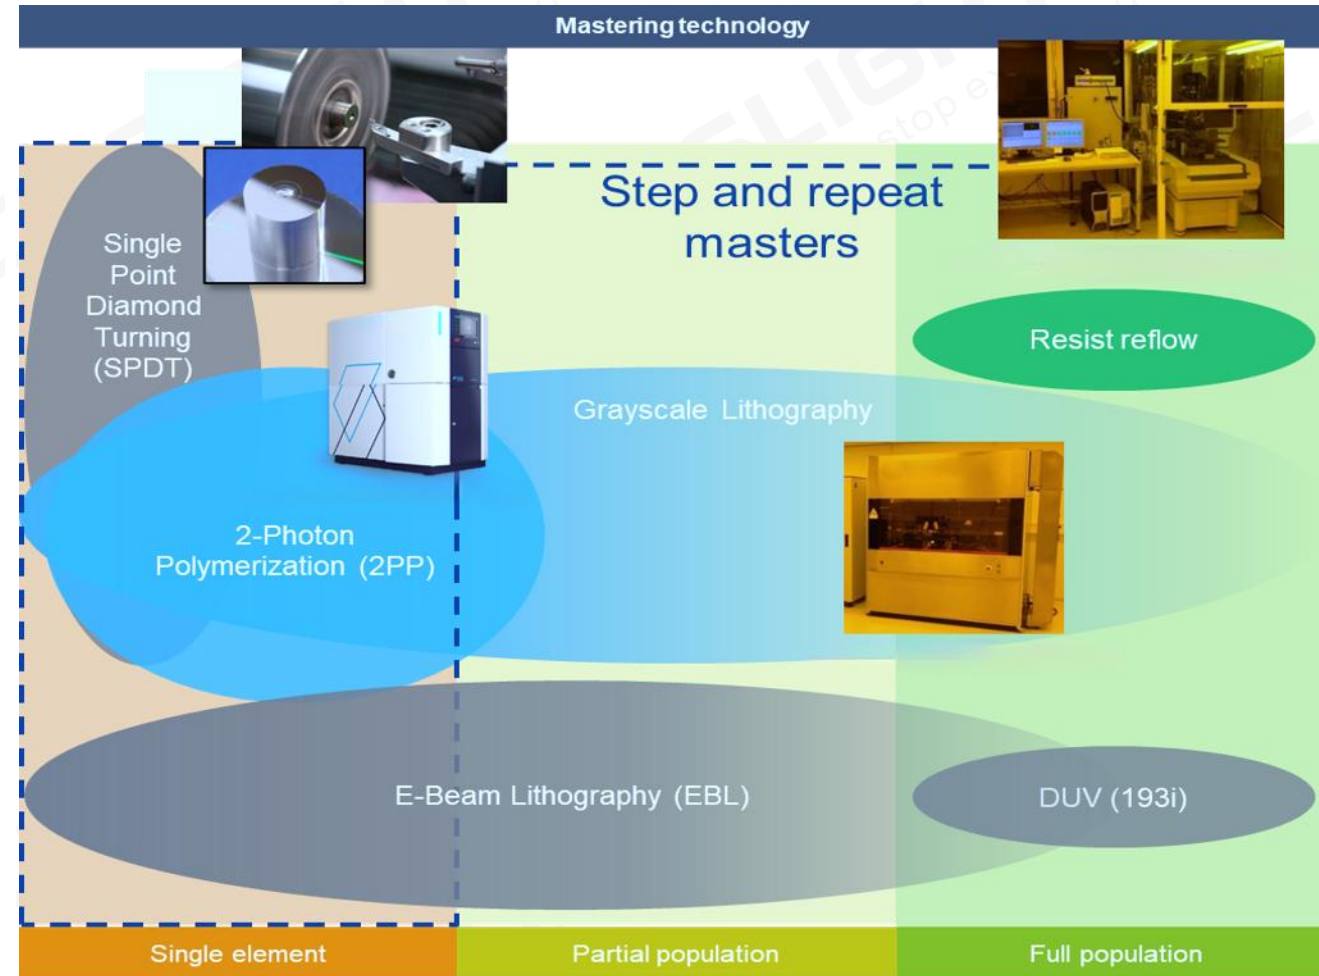 Mastering technology
Step and repeat
masters
Single
Point
Diamond
Turning
(SPDT)
Resist reflow
Grayscale Lithography
2-Photon
Polymerization (2PP)
E-Beam Lithography (EBL)
DUV (193i)
Single element
Partial population
Full population